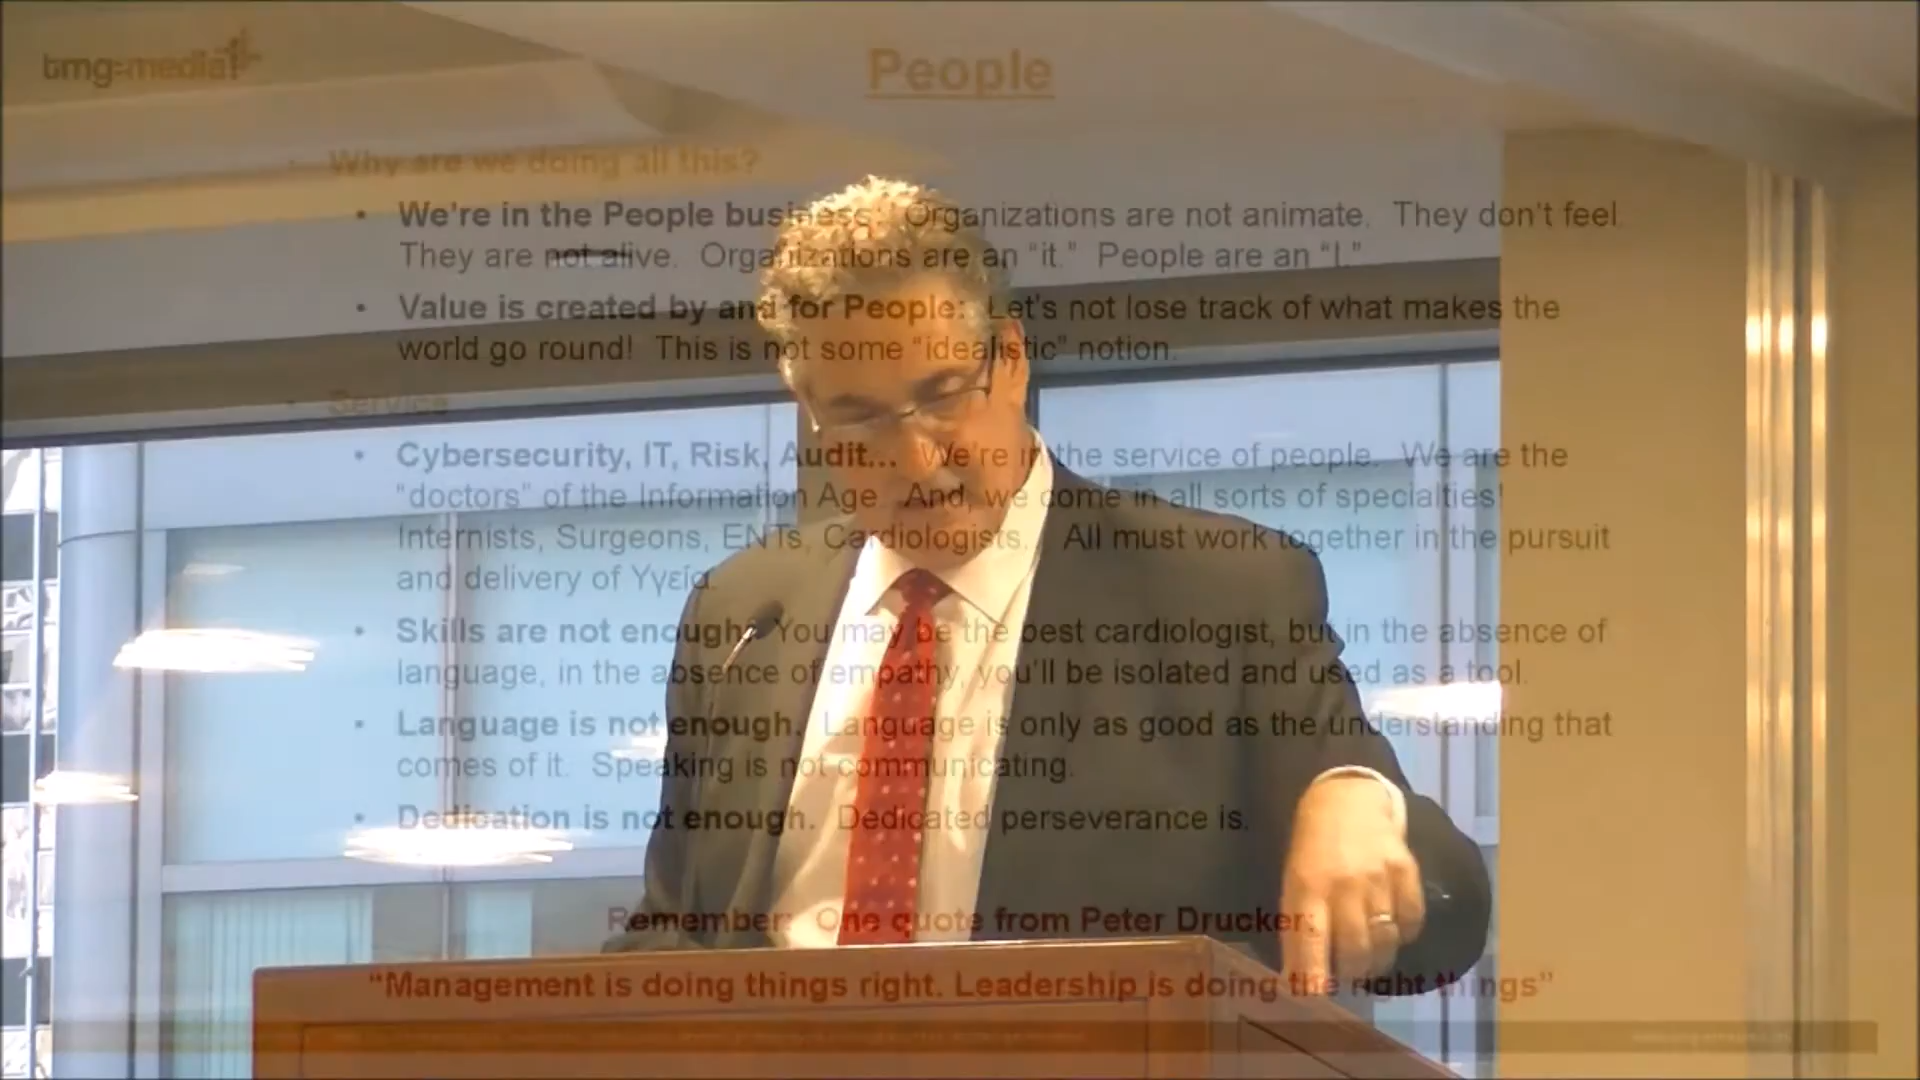 tmg:media
People
• Why are we doing all this?
• We're in the People business: Organizations are not animate. They don't feel
They are not alive. Organizations are an “it.” People are an “I.”
• Value is created by and for People: Let's not lose track of what makes the
world go round! This is not some “idealistic” notion.
• Service
• Cybersecurity, IT, Risk, Audit... We're in the service of people. We are the
“doctors” of the Information Age. And, we come in all sorts of specialties!
Internists, Surgeons, ENTs, Cardiologists. All must work together in the pursuit
and delivery of Υγεία.
• Skills are not enough. You may be the best cardiologist, but in the absence of
language, in the absence of empathy, you'll be isolated and used as a tool.
• Language is not enough. Language is only as good as the understanding that
comes of it. Speaking is not communicating.
• Dedication is not enough. Dedicated perseverance is.
Remember: One quote from Peter Drucker:
“Management is doing things right. Leadership is doing the right things”